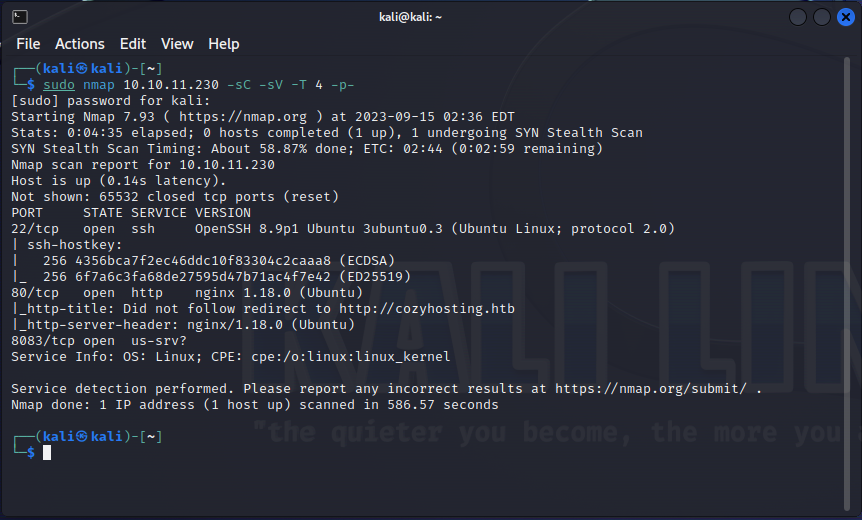 kali@kali: ~
File Actions Edit View Help
┌──(kali㉿kali)-[~]
└─$ sudo nmap 10.10.11.230 -sC -sV -T 4 -p-
[sudo] password for kali:
Starting Nmap 7.93 ( https://nmap.org ) at 2023-09-15 02:36 EDT
Stats: 0:04:35 elapsed; 0 hosts completed (1 up), 1 undergoing SYN Stealth Scan
SYN Stealth Scan Timing: About 58.87% done; ETC: 02:44 (0:02:59 remaining)
Nmap scan report for 10.10.11.230
Host is up (0.14s latency).
Not shown: 65532 closed tcp ports (reset)
PORT     STATE SERVICE VERSION
22/tcp   open  ssh     OpenSSH 8.9p1 Ubuntu 3ubuntu0.3 (Ubuntu Linux; protocol 2.0)
| ssh-hostkey:
|   256 4356bca7f2ec46ddc10f83304c2caaa8 (ECDSA)
|_  256 6f7a6c3fa68de27595d47b71ac4f7e42 (ED25519)
80/tcp   open  http    nginx 1.18.0 (Ubuntu)
|_http-title: Did not follow redirect to http://cozyhosting.htb
|_http-server-header: nginx/1.18.0 (Ubuntu)
8083/tcp open  us-srv?
Service Info: OS: Linux; CPE: cpe:/o:linux:linux_kernel
Service detection performed. Please report any incorrect results at https://nmap.org/submit/ .
Nmap done: 1 IP address (1 host up) scanned in 586.57 seconds
┌──(kali㉿kali)-[~]
└─$
KALI LIN
"the quieter you become, the more you a